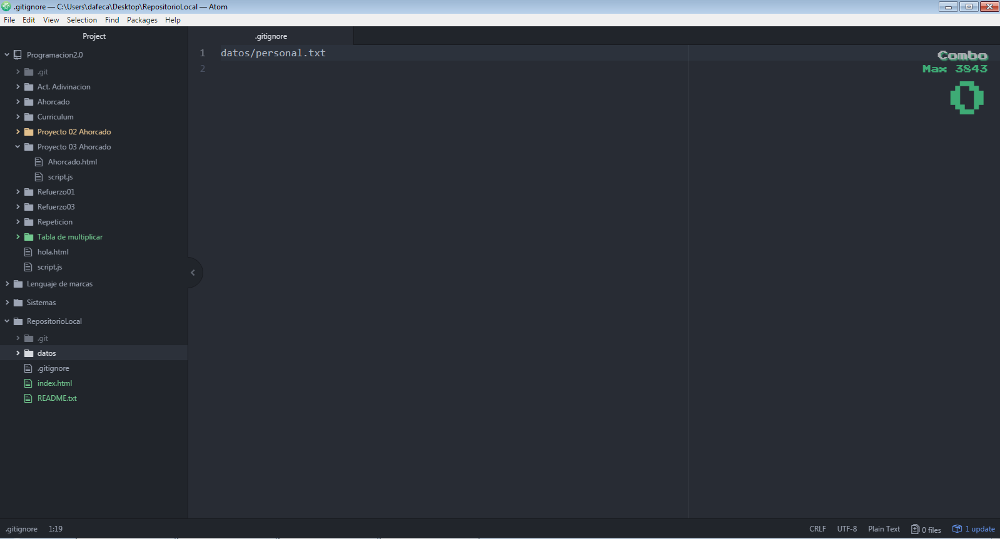 .gitignore — C:\Users\dafeca\Desktop\RepositorioLocal — Atom
File Edit View Selection Find Packages Help
Project
Programacion2.0
.git
Act. Adivinacion
Ahorcado
Curriculum
Proyecto 02 Ahorcado
Proyecto 03 Ahorcado
Ahorcado.html
script.js
Refuerzo01
Refuerzo03
Repeticion
Tabla de multiplicar
hola.html
script.js
Lenguaje de marcas
Sistemas
RepositorioLocal
.git
datos
.gitignore
index.html
README.txt
.gitignore
1 datos/personal.txt
2
Combo
Max 3843
0
.gitignore 1:19 CRLF UTF-8 Plain Text 0 files 1 update